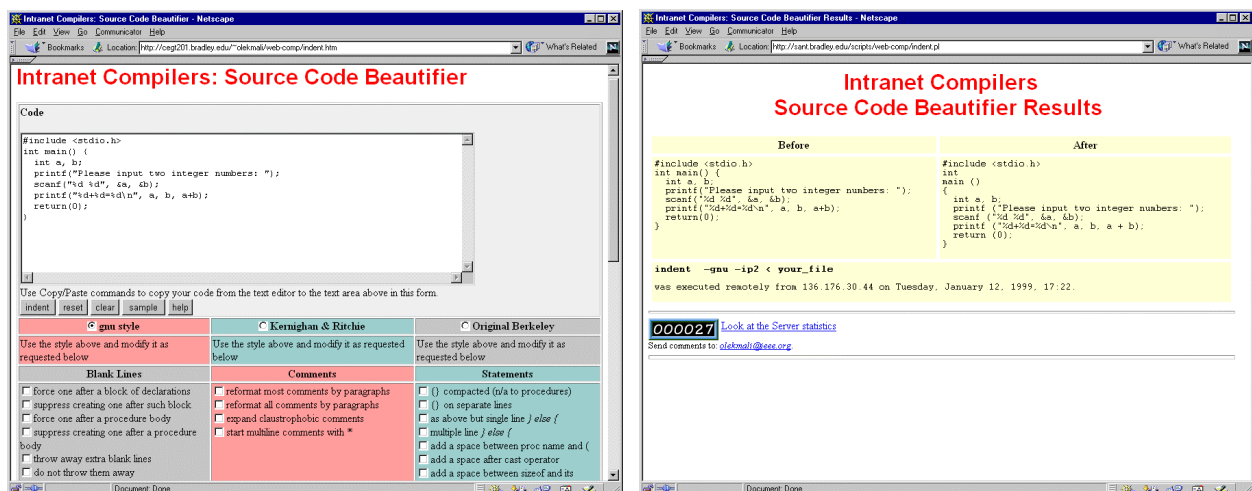 Intranet Compilers: Source Code Beautifier - Netscape
File Edit View Go Communicator Help
Bookmarks Location: http://cegt201.bradley.edu/~olekmali/web-comp/indent.htm What's Related
Intranet Compilers: Source Code Beautifier
Code
#include <stdio.h>
int main() {
  int a, b;
  printf("Please input two integer numbers: ");
  scanf("%d %d", &a, &b);
  printf("%d+%d=%d\n", a, b, a+b);
  return(0);
}
Use Copy/Paste commands to copy your code from the text editor to the text area above in this form.
indent reset clear sample help
gnu style Kernighan & Ritchie Original Berkeley
Use the style above and modify it as requested below
Use the style above and modify it as requested below
Use the style above and modify it as requested below
Blank Lines
force one after a block of declarations
suppress creating one after such block
force one after a procedure body
suppress creating one after a procedure
body
throw away extra blank lines
do not throw them away
Comments
reformat most comments by paragraphs
reformat all comments by paragraphs
expand claustrophobic comments
start multiline comments with *
Statements
{} compacted (n/a to procedures)
{} on separate lines
as above but single line } else {
multiple line } else {
add a space between proc name and (
add a space after cast operator
add a space between sizeof and its
Document: Done
Intranet Compilers: Source Code Beautifier Results - Netscape
File Edit View Go Communicator Help
Bookmarks Location: http://sant.bradley.edu/scripts/web-comp/indent.pl What's Related
Intranet Compilers
Source Code Beautifier Results
Before
#include <stdio.h>
int main() {
  int a, b;
  printf("Please input two integer numbers: ");
  scanf("%d %d", &a, &b);
  printf("%d+%d=%d\n", a, b, a+b);
  return(0);
}
After
#include <stdio.h>
int
main ()
{
  int a, b;
  printf ("Please input two integer numbers: ");
  scanf ("%d %d", &a, &b);
  printf ("%d+%d=%d\n", a, b, a + b);
  return (0);
}
indent -gnu -ip2 < your_file
was executed remotely from 136.176.30.44 on Tuesday, January 12, 1999, 17:22.
000027 Look at the Server statistics
Send comments to: olekmali@ieee.org.
Document: Done